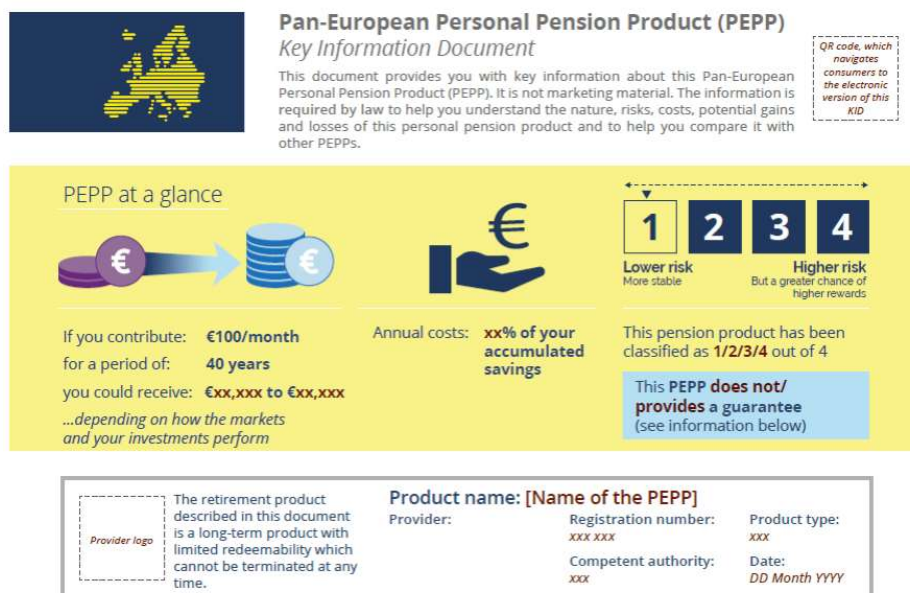 Pan-European Personal Pension Product (PEPP)
Key Information Document
This document provides you with key information about this Pan-European
Personal Pension Product (PEPP). It is not marketing material. The information is
required by law to help you understand the nature, risks, costs, potential gains
and losses of this personal pension product and to help you compare it with
other PEPPs.
QR code, which
navigates
consumers to
the electronic
version of this
KID
PEPP at a glance
€
€
If you contribute: €100/month
for a period of: 40 years
you could receive: €xx,xxx to €xx,xxx
...depending on how the markets
and your investments perform
€
Annual costs: xx% of your
accumulated
savings
1 2 3 4
Lower risk
More stable
Higher risk
But a greater chance of
higher rewards
This pension product has been
classified as 1/2/3/4 out of 4
This PEPP does not/
provides a guarantee
(see information below)
Provider logo
The retirement product
described in this document
is a long-term product with
limited redeemability which
cannot be terminated at any
time.
Product name: [Name of the PEPP]
Provider:
Registration number:
xxx xxx
Product type:
xxx
Competent authority:
xxx
Date:
DD Month YYYY